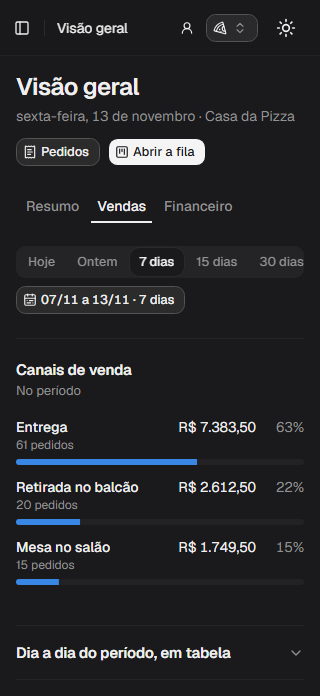 Visão geral
Visão geral
sexta-feira, 13 de novembro · Casa da Pizza
Pedidos
Abrir a fila
Resumo Vendas Financeiro
Hoje Ontem 7 dias 15 dias 30 dias
07/11 a 13/11 · 7 dias
Canais de venda
No período
Entrega R$ 7.383,50 63%
61 pedidos
Retirada no balcão R$ 2.612,50 22%
20 pedidos
Mesa no salão R$ 1.749,50 15%
15 pedidos
Dia a dia do período, em tabela